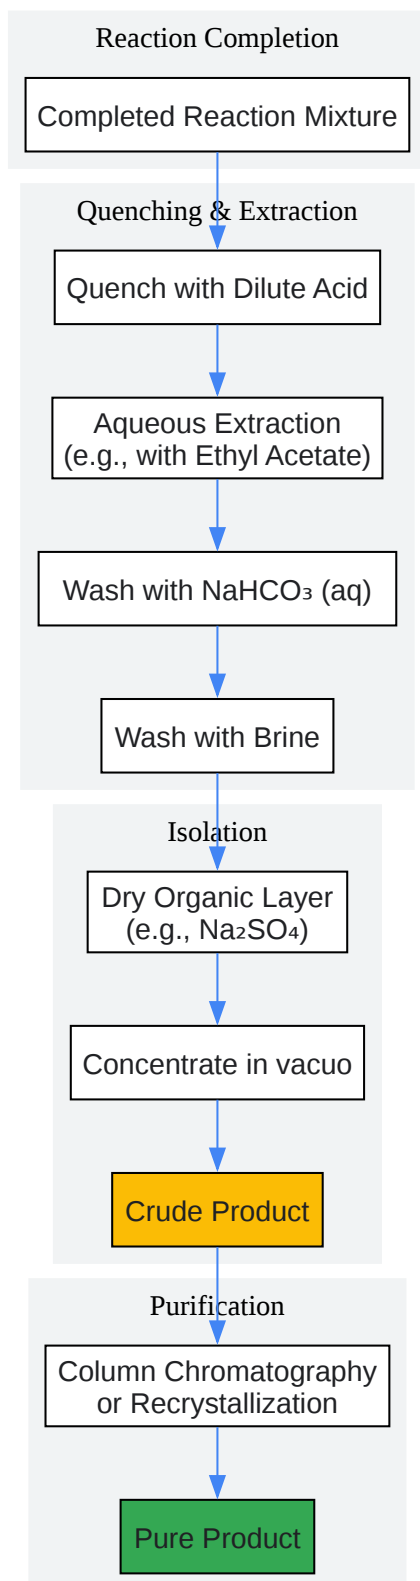 Reaction Completion
Completed Reaction Mixture
Quenching & Extraction
Quench with Dilute Acid
Aqueous Extraction
(e.g., with Ethyl Acetate)
Wash with NaHCO₃ (aq)
Wash with Brine
Isolation
Dry Organic Layer
(e.g., Na₂SO₄)
Concentrate in vacuo
Crude Product
Purification
Column Chromatography
or Recrystallization
Pure Product